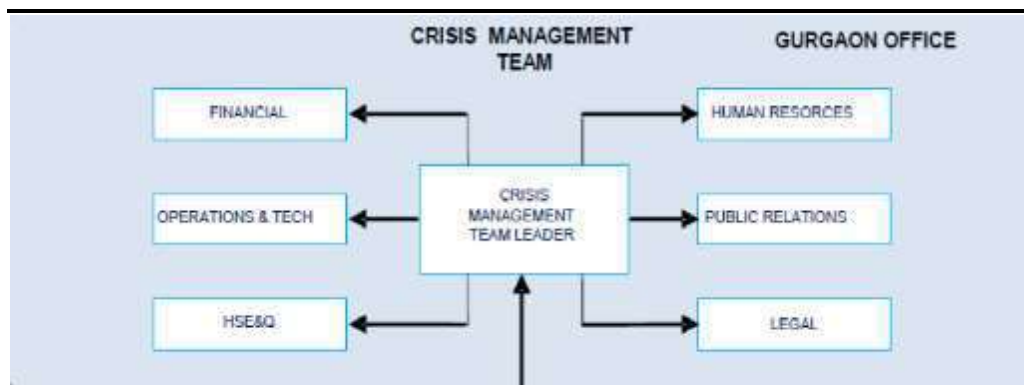 CRISIS MANAGEMENT
TEAM
GURGAON OFFICE
FINANCIAL
HUMAN RESORCES
OPERATIONS & TECH
CRISIS
MANAGEMENT
TEAM LEADER
PUBLIC RELATIONS
HSE&Q
LEGAL